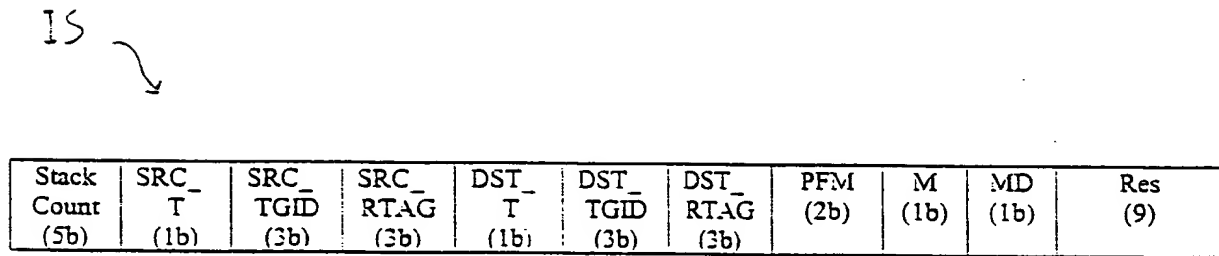 IS
Stack Count (5b) SRC_ T (1b) SRC_ TGID (3b) SRC_ RTAG (3b) DST_ T (1b) DST_ TGID (3b) DST_ RTAG (3b) PFM (2b) M (1b) MD (1b) Res (9)